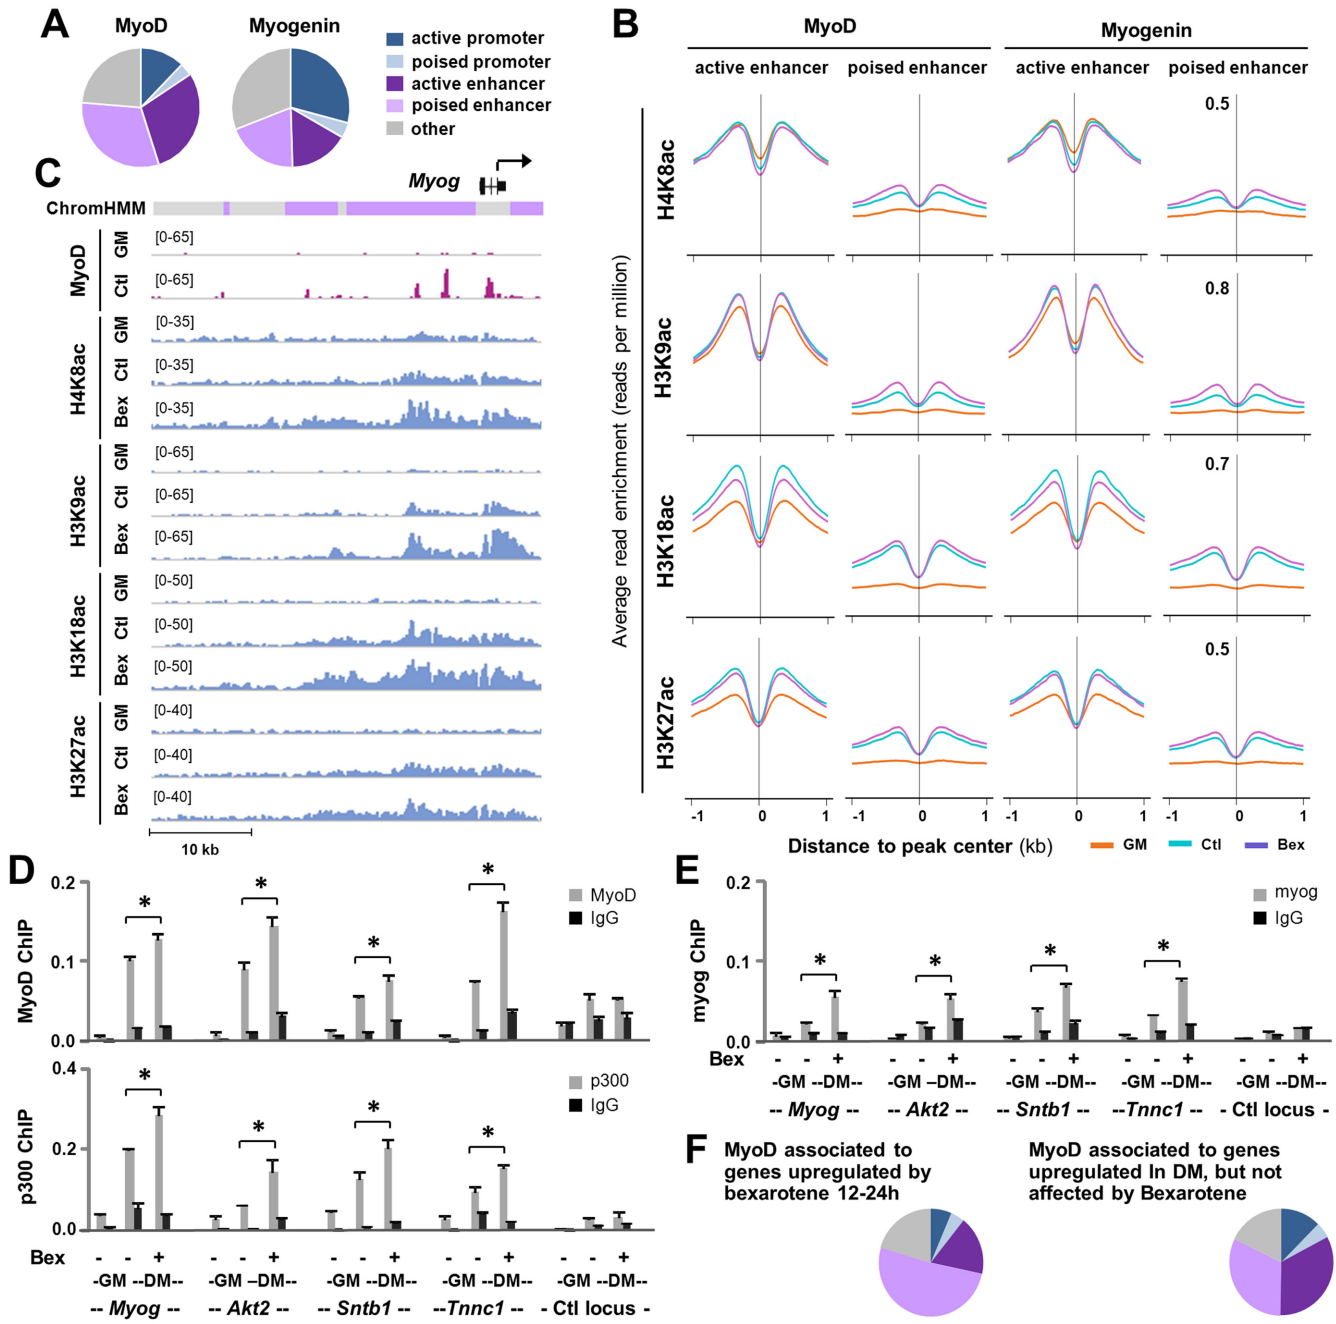 A
MyoD
Myogenin
active promoter
poised promoter
active enhancer
poised enhancer
other
B
MyoD
Myogenin
active enhancer
poised enhancer
active enhancer
poised enhancer
H4K8ac
0.5
H3K9ac
0.8
H3K18ac
0.7
H3K27ac
0.5
Average read enrichment (reads per million)
-1
0
1
-1
0
1
-1
0
1
-1
0
1
Distance to peak center (kb)
GM
Ctl
Bex
C
Myog
ChromHMM
MyoD
GM
[0-65]
Ctl
[0-65]
H4K8ac
GM
[0-35]
Ctl
[0-35]
Bex
[0-35]
H3K9ac
GM
[0-65]
Ctl
[0-65]
Bex
[0-65]
H3K18ac
GM
[0-50]
Ctl
[0-50]
Bex
[0-50]
H3K27ac
GM
[0-40]
Ctl
[0-40]
Bex
[0-40]
10 kb
D
MyoD ChIP
0.2
0.1
0.0
* * * *
MyoD
IgG
p300 ChIP
0.4
0.2
0.0
* * * *
p300
IgG
Bex - - + - - + - - + - - + - - +
-GM --DM-- -GM –DM-- -GM --DM-- -GM --DM-- -GM --DM--
-- Myog -- -- Akt2 -- -- Sntb1 -- --Tnnc1 -- - Ctl locus -
E
myog ChIP
0.2
0.1
0.0
* * * *
myog
IgG
Bex - - + - - + - - + - - + - - +
-GM --DM-- -GM –DM-- -GM --DM-- -GM --DM-- -GM --DM--
-- Myog -- -- Akt2 -- -- Sntb1 -- --Tnnc1 -- - Ctl locus -
F
MyoD associated to
genes upregulated by
bexarotene 12-24h
MyoD associated to genes
upregulated In DM, but not
affected by Bexarotene